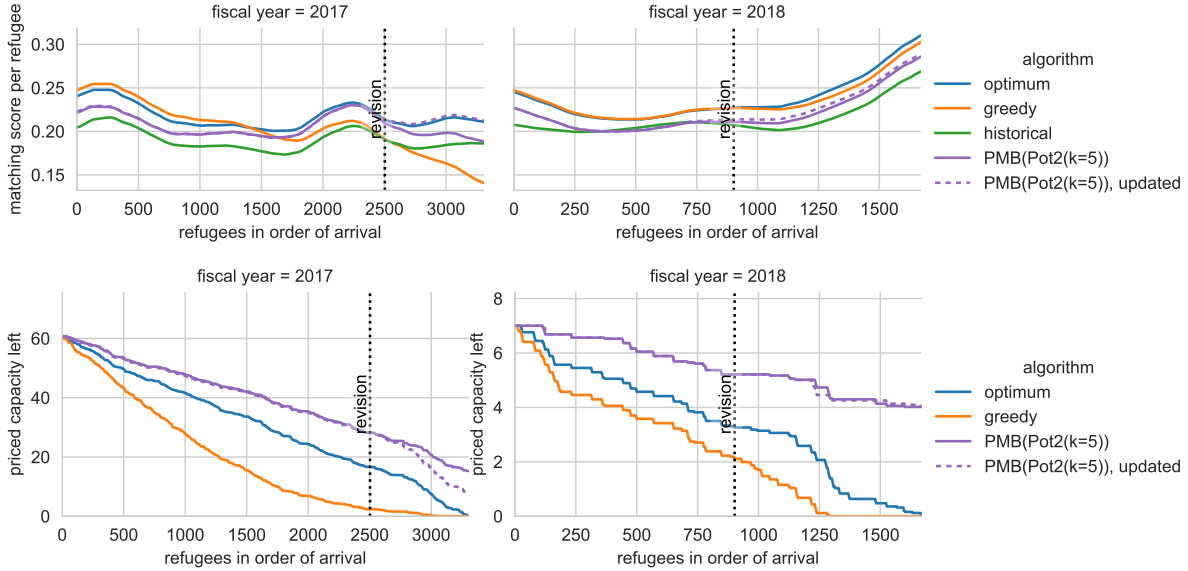 fiscal year = 2017
fiscal year = 2018
matching score per refugee
0.30
0.25
0.20
0.15
revision
revision
0 500 1000 1500 2000 2500 3000
0 250 500 750 1000 1250 1500
refugees in order of arrival
refugees in order of arrival
algorithm
optimum
greedy
historical
PMB(Pot2(k=5))
PMB(Pot2(k=5)), updated
fiscal year = 2017
fiscal year = 2018
priced capacity left
60
40
20
0
revision
0 500 1000 1500 2000 2500 3000
refugees in order of arrival
priced capacity left
8
6
4
2
0
revision
0 250 500 750 1000 1250 1500
refugees in order of arrival
algorithm
optimum
greedy
PMB(Pot2(k=5))
PMB(Pot2(k=5)), updated